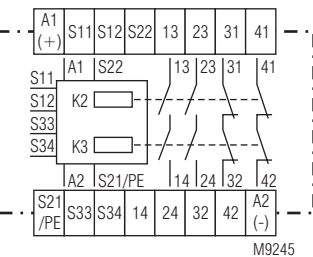 A1 (+) S11 S12 S22 13 23 31 41
A1 S22 13 23 31 41
S11
S12
S33
S34
K2
K3
A2 S21/PE 14 24 32 42
S21 /PE S33 S34 14 24 32 42 A2 (-)
M9245